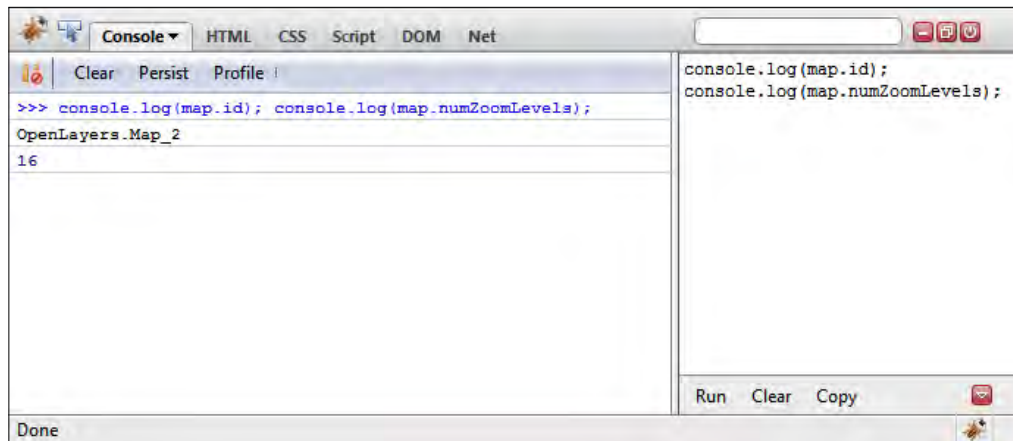 Console HTML CSS Script DOM Net
Clear Persist Profile
>>> console.log(map.id); console.log(map.numZoomLevels);
OpenLayers.Map_2
16
console.log(map.id);
console.log(map.numZoomLevels);
Run Clear Copy
Done